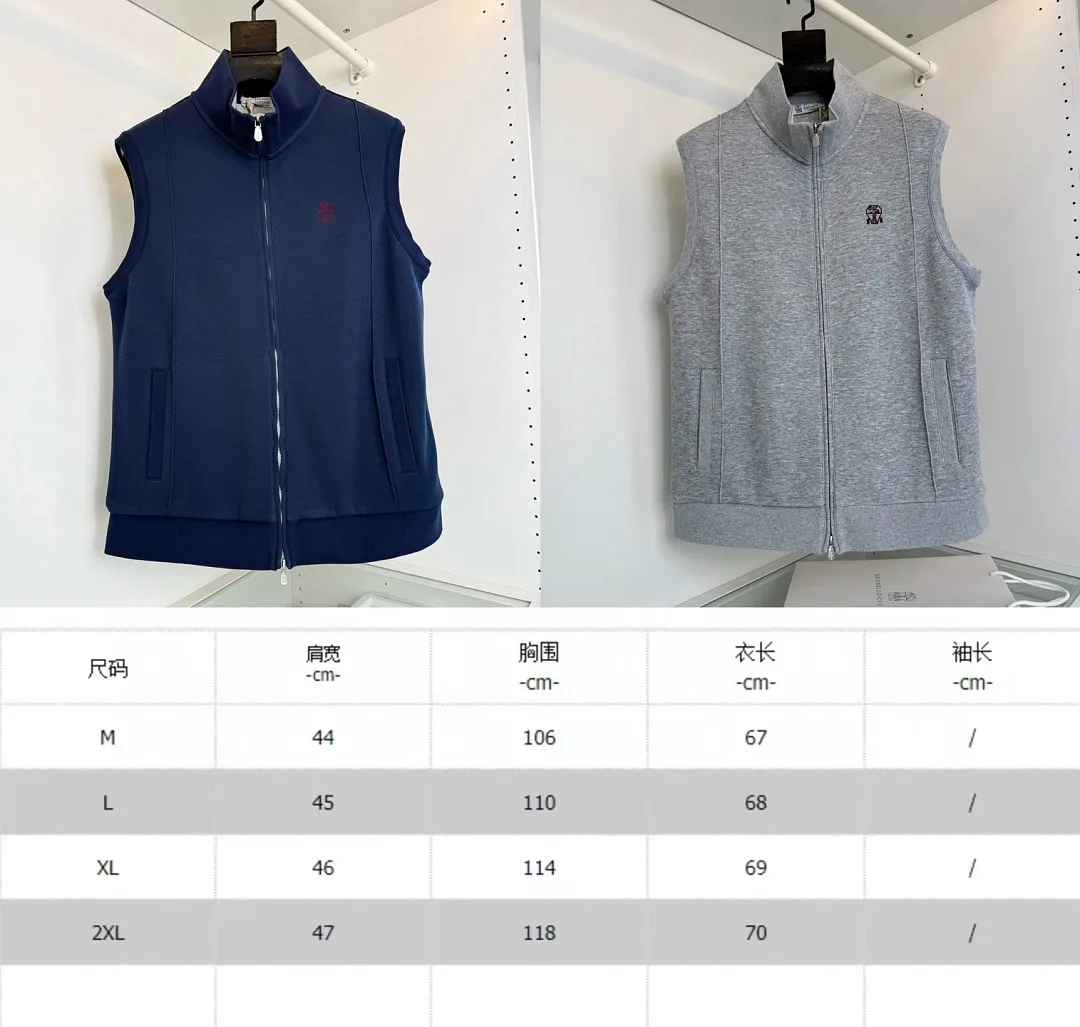 尺码 肩宽 胸围 衣长 袖长
-cm- -cm- -cm- -cm-
M 44 106 67 /
L 45 110 68 /
XL 46 114 69 /
2XL 47 118 70 /